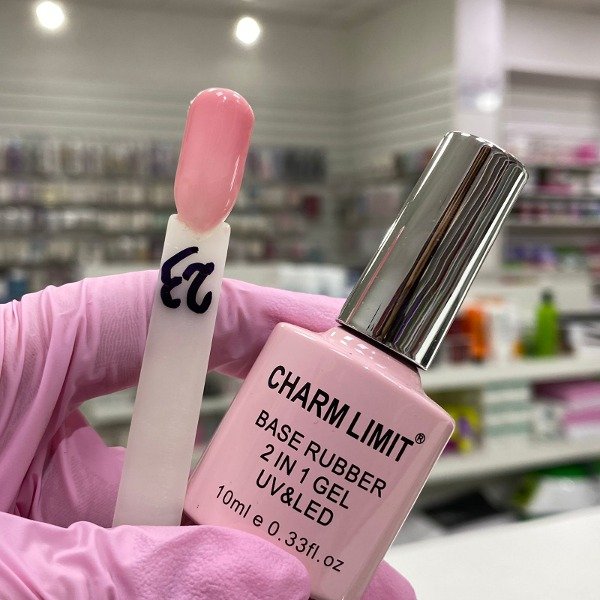 23
CHARM LIMIT®
BASE RUBBER
2 IN 1 GEL
UV&LED
10ml e 0.33fl.oz